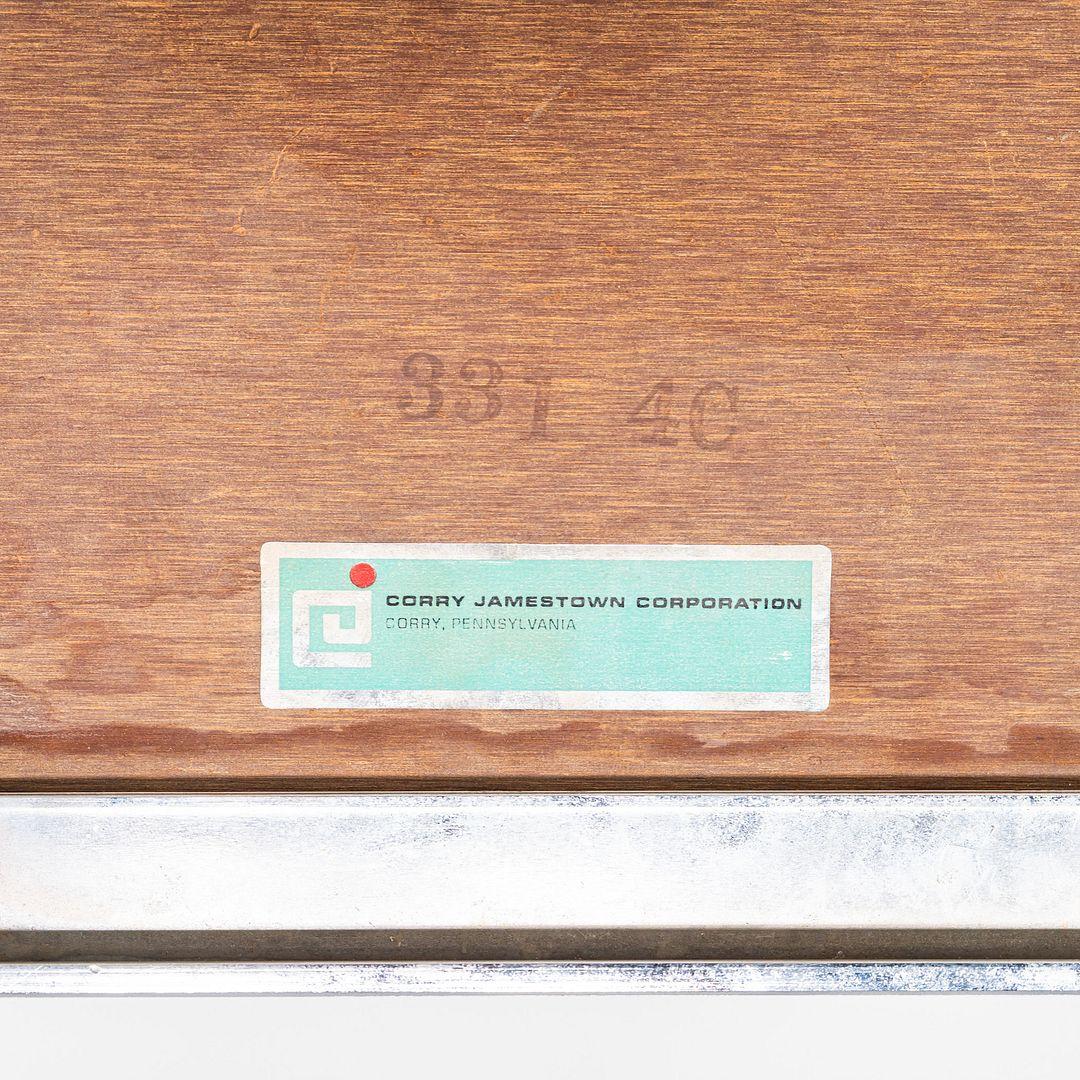 331 4C
CORRY JAMESTOWN CORPORATION
CORRY, PENNSYLVANIA